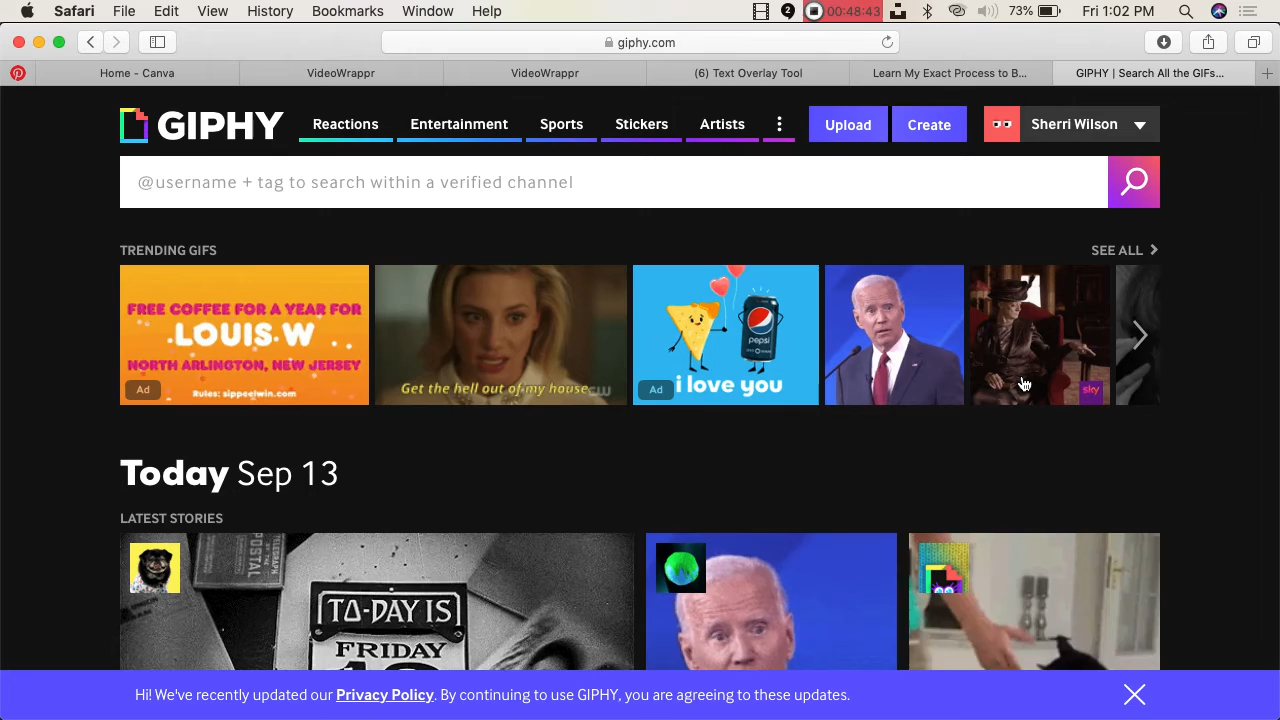 Safari File Edit View History Bookmarks Window Help 2 00:48:43 73% Fri 1:02 PM
giphy.com
Home - Canva VideoWrappr VideoWrappr (6) Text Overlay Tool Learn My Exact Process to B... GIPHY | Search All the GIFs...
GIPHY Reactions Entertainment Sports Stickers Artists Upload Create Sherri Wilson
@username + tag to search within a verified channel
TRENDING GIFS SEE ALL
FREE COFFEE FOR A YEAR FOR
LOUIS W
NORTH ARLINGTON, NEW JERSEY
Ad Rules: sippeelwin.com
Get the hell out of my house
CW
pepsi
Ad i love you
sky
Today Sep 13
LATEST STORIES
TELEGRAPH
POSTAL
TO-DAY IS
FRIDAY
Hi! We've recently updated our Privacy Policy. By continuing to use GIPHY, you are agreeing to these updates.